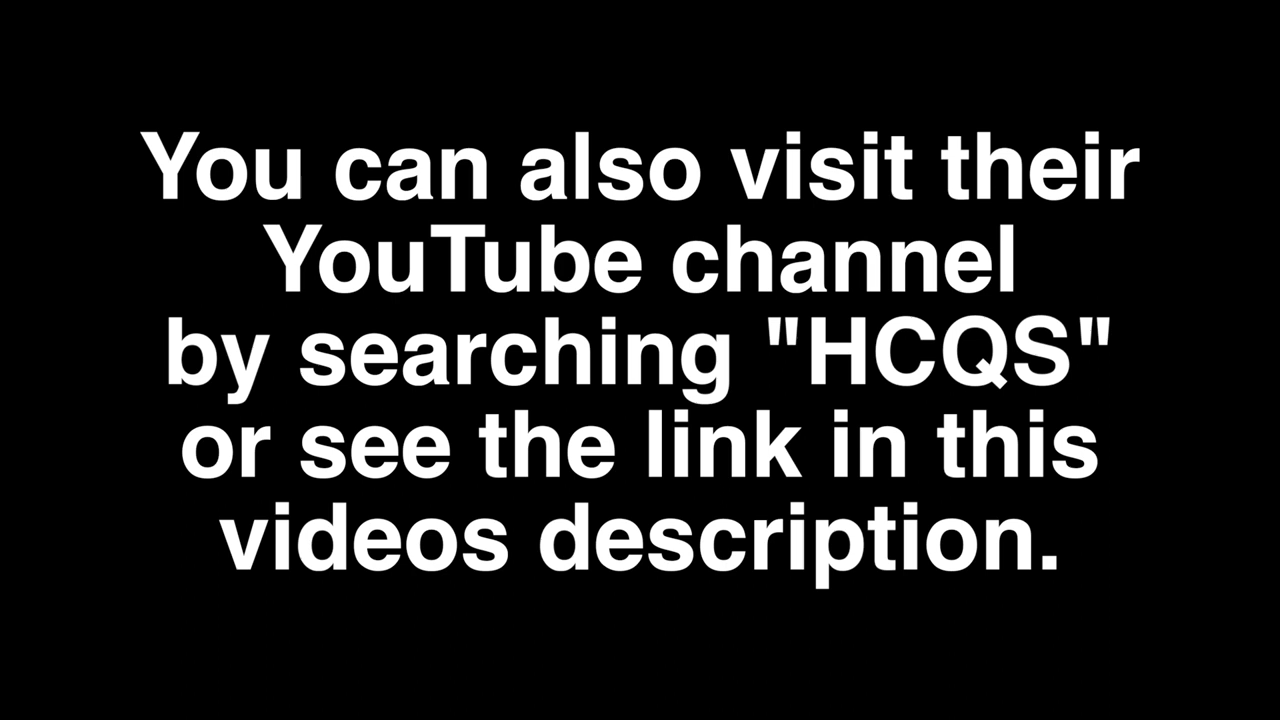 You can also visit their
YouTube channel
by searching "HCQS"
or see the link in this
videos description.